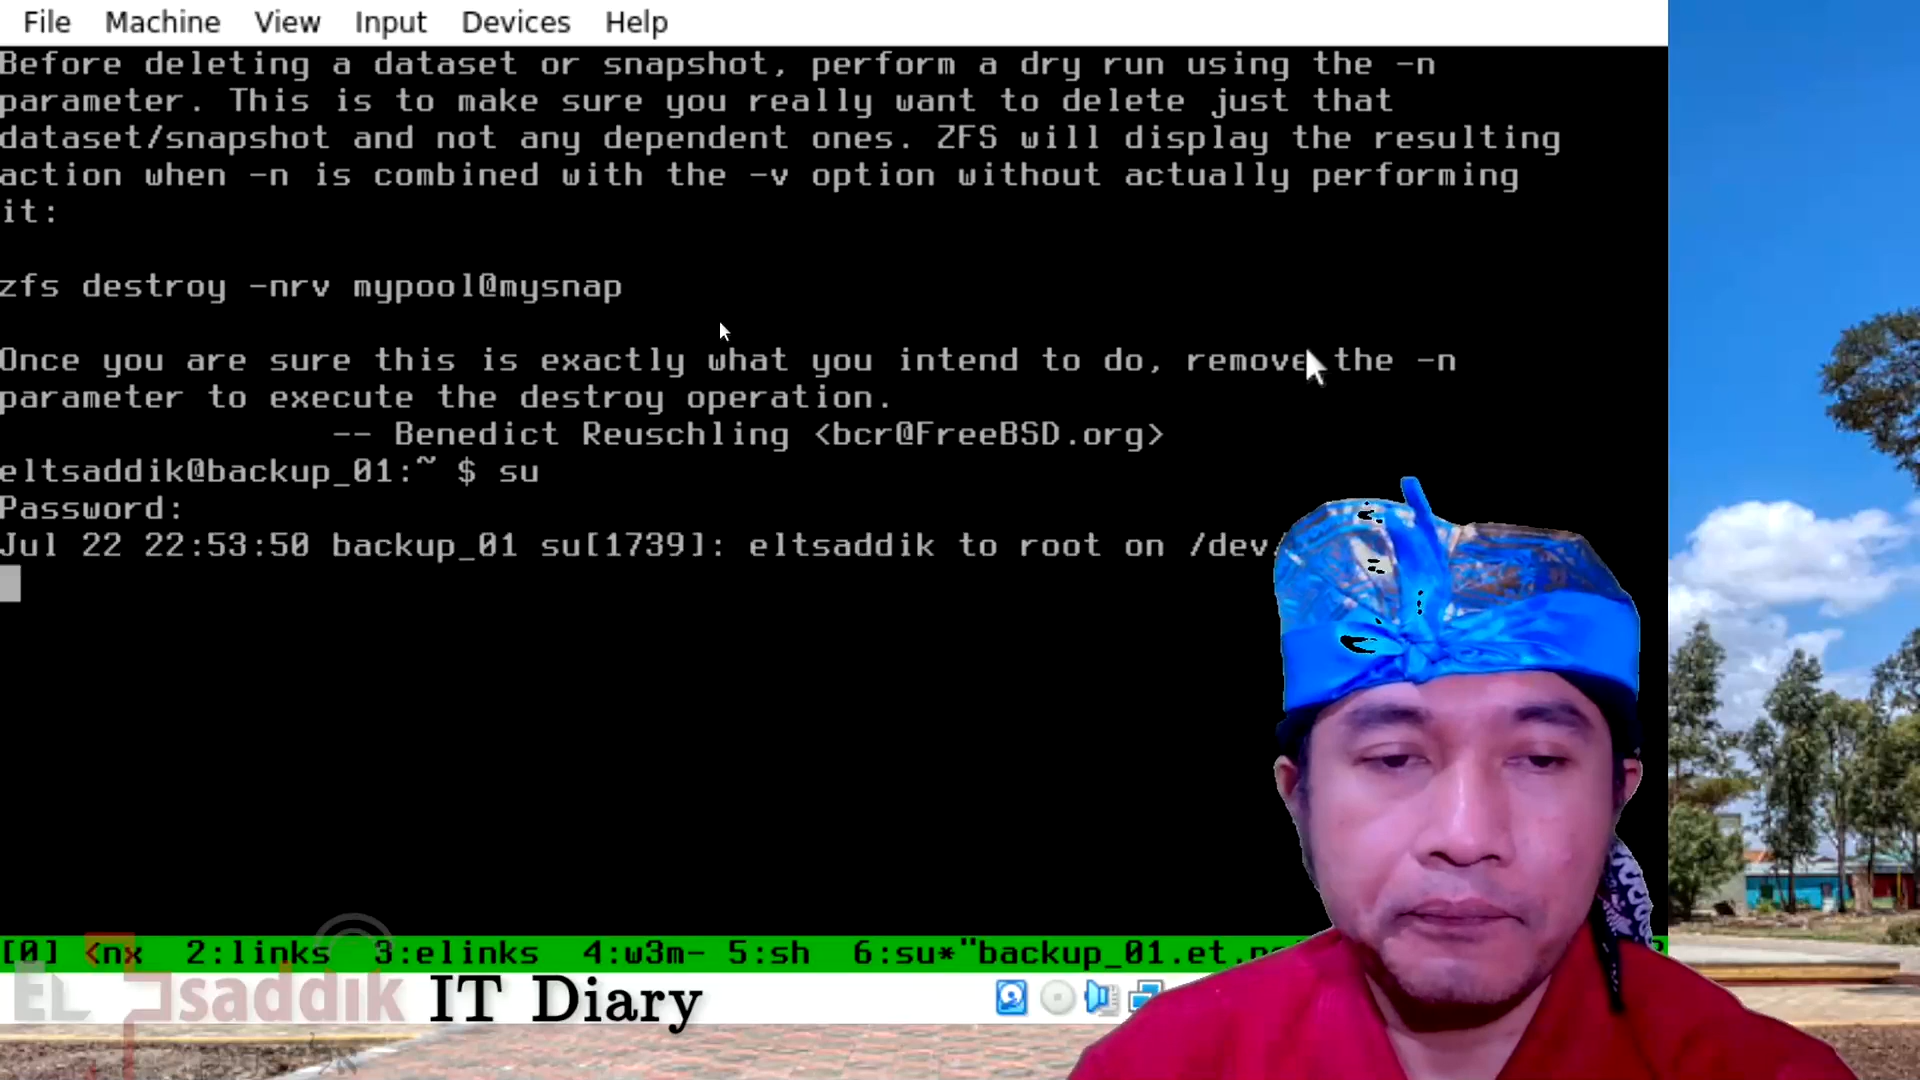 File Machine View Input Devices Help
Before deleting a dataset or snapshot, perform a dry run using the -n
parameter. This is to make sure you really want to delete just that
dataset/snapshot and not any dependent ones. ZFS will display the resulting
action when -n is combined with the -v option without actually performing
it:
zfs destroy -nrv mypool@mysnap
Once you are sure this is exactly what you intend to do, remove the -n
parameter to execute the destroy operation.
-- Benedict Reuschling <bcr@FreeBSD.org>
eltsaddik@backup_01:~ $ su
Password:
Jul 22 22:53:50 backup_01 su[1739]: eltsaddik to root on /dev
[0] <nx 2:links 3:elinks 4:w3m- 5:sh 6:su*"backup_01.et.
EL saddik IT Diary